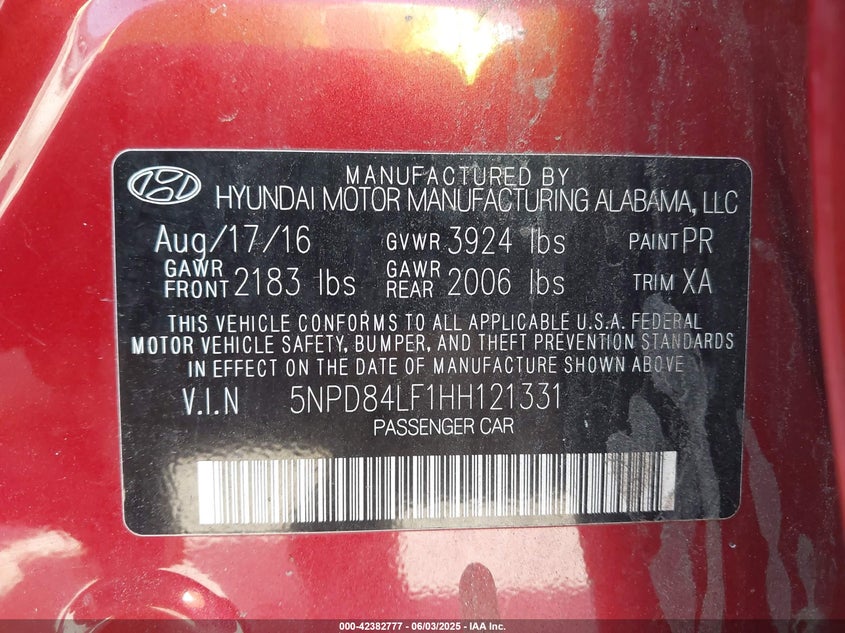 MANUFACTURED BY
HYUNDAI MOTOR MANUFACTURING ALABAMA, LLC
Aug/17/16 GVWR 3924 lbs PAINT PR
GAWR FRONT 2183 lbs GAWR REAR 2006 lbs TRIM XA
THIS VEHICLE CONFORMS TO ALL APPLICABLE U.S.A. FEDERAL
MOTOR VEHICLE SAFETY, BUMPER, AND THEFT PREVENTION STANDARDS
IN EFFECT ON THE DATE OF MANUFACTURE SHOWN ABOVE
V.I.N 5NPD84LF1HH121331
PASSENGER CAR
000-42382777 - 06/03/2025 - IAA Inc.